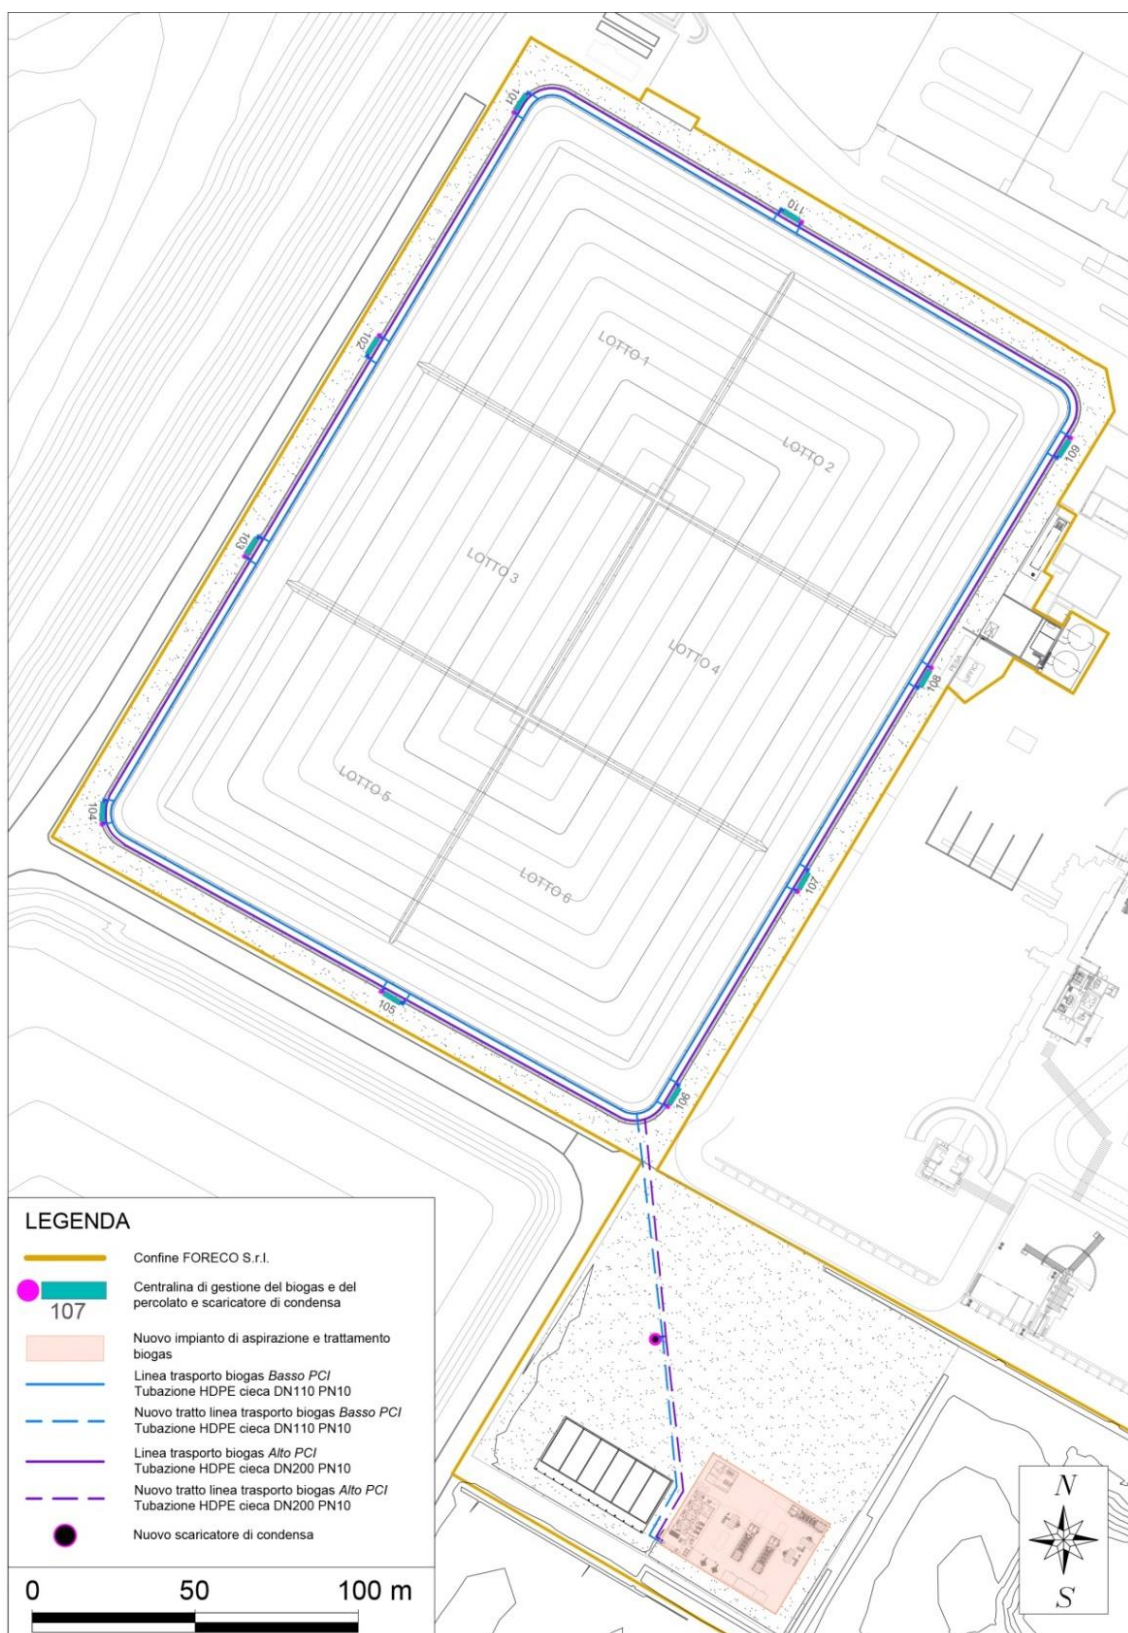 101
110
102
LOTTO 1
LOTTO 2
109
103
LOTTO 3
LOTTO 4
PESA
UFFICI
108
LOTTO 5
104
LOTTO 6
107
105
106
LEGENDA
Confine FORECO S.r.l.
Centralina di gestione del biogas e del
percolato e scaricatore di condensa
107
Nuovo impianto di aspirazione e trattamento
biogas
Linea trasporto biogas Basso PCI
Tubazione HDPE cieca DN110 PN10
Nuovo tratto linea trasporto biogas Basso PCI
Tubazione HDPE cieca DN110 PN10
Linea trasporto biogas Alto PCI
Tubazione HDPE cieca DN200 PN10
Nuovo tratto linea trasporto biogas Alto PCI
Tubazione HDPE cieca DN200 PN10
Nuovo scaricatore di condensa
0 50 100 m
N
S